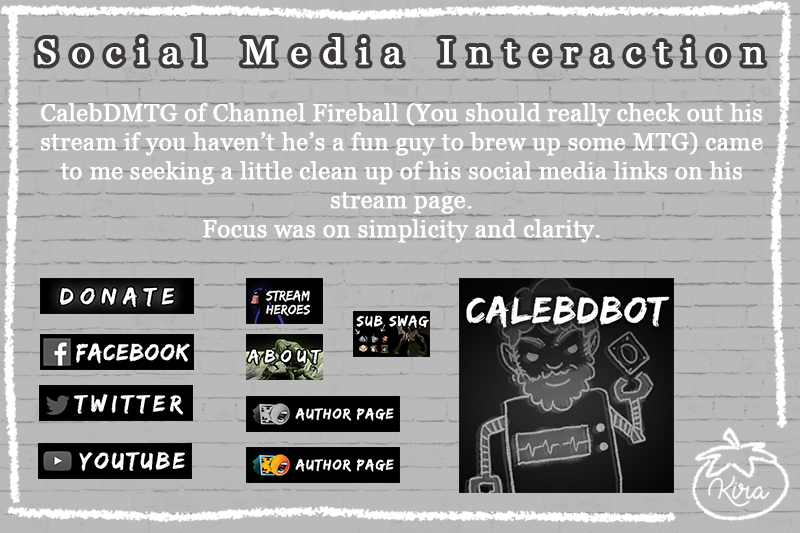 Social Media Interaction
CalebDMTG of Channel Fireball (You should really check out his
stream if you haven't he's a fun guy to brew up some MTG) came
to me seeking a little clean up of his social media links on his
stream page.
Focus was on simplicity and clarity.
DONATE
FACEBOOK
TWITTER
YOUTUBE
STREAM
HEROES
ABOUT
AUTHOR PAGE
AUTHOR PAGE
SUB SWAG
CALEBDBOT
Kira